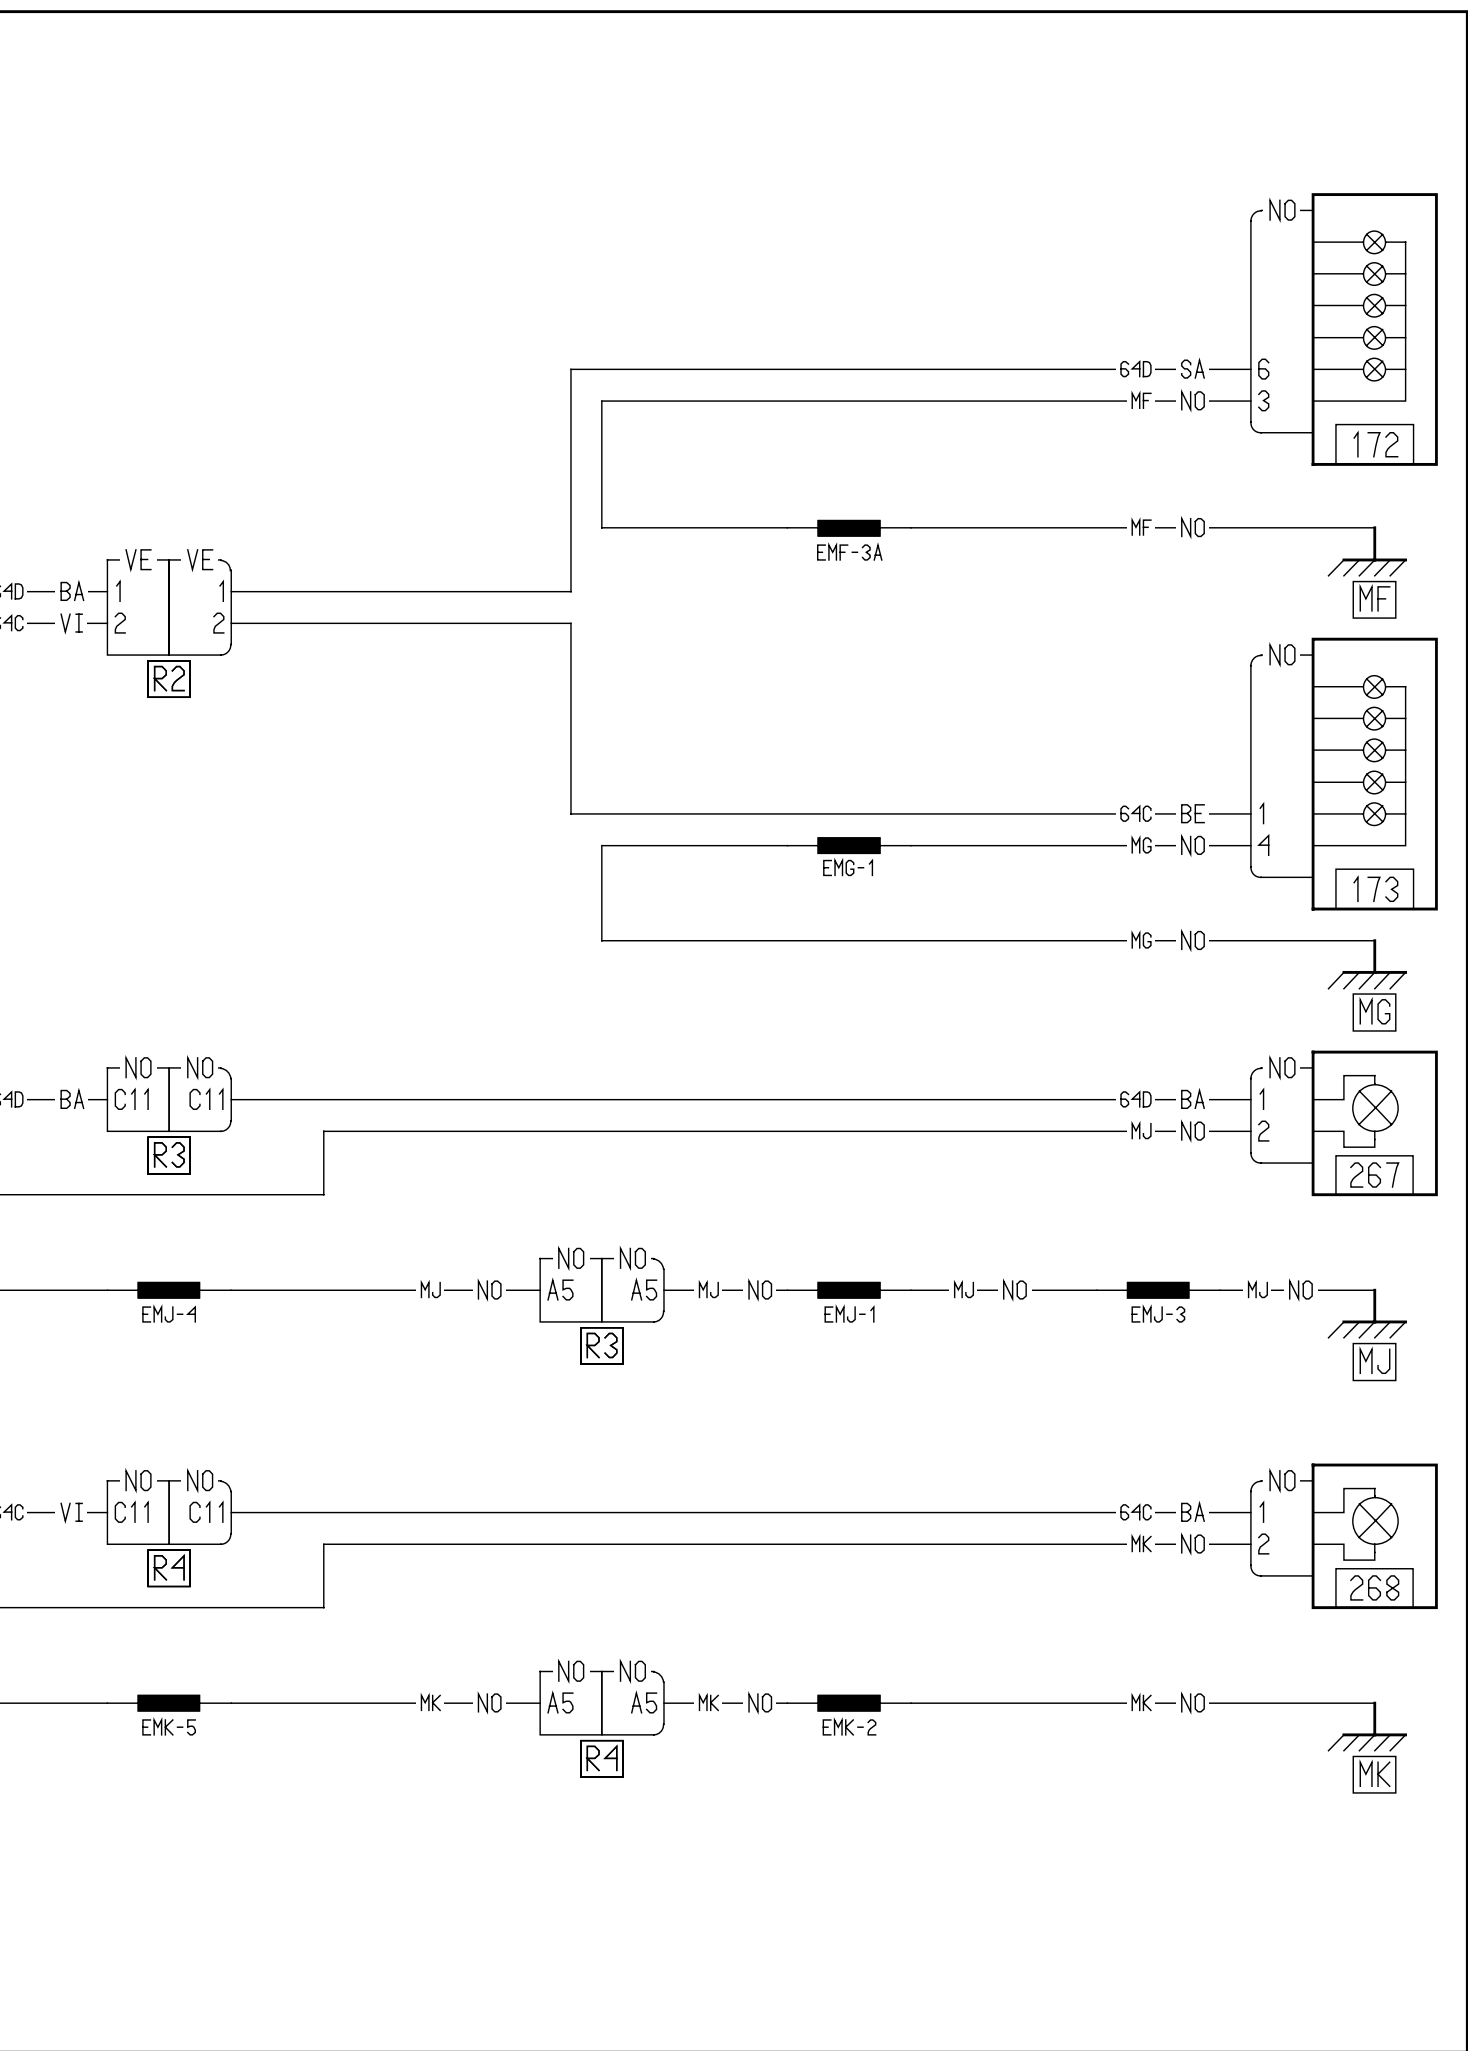 NO
64D SA 6
MF NO 3
172
MF NO
EMF-3A
VE VE
4D BA 1 1
MF
4C VI 2 2
R2
NO
64C BE 1
MG NO 4
EMG-1
173
MG NO
MG
NO NO NO
4D BA C11 C11 64D BA 1
MJ NO 2
R3
267
NO NO
MJ NO A5 A5 MJ NO MJ NO MJ NO
EMJ-4 EMJ-1 EMJ-3
R3
MJ
NO NO NO
4C VI C11 C11 64C BA 1
MK NO 2
R4
268
NO NO
MK NO A5 A5 MK NO MK NO
EMK-5 EMK-2
R4
MK